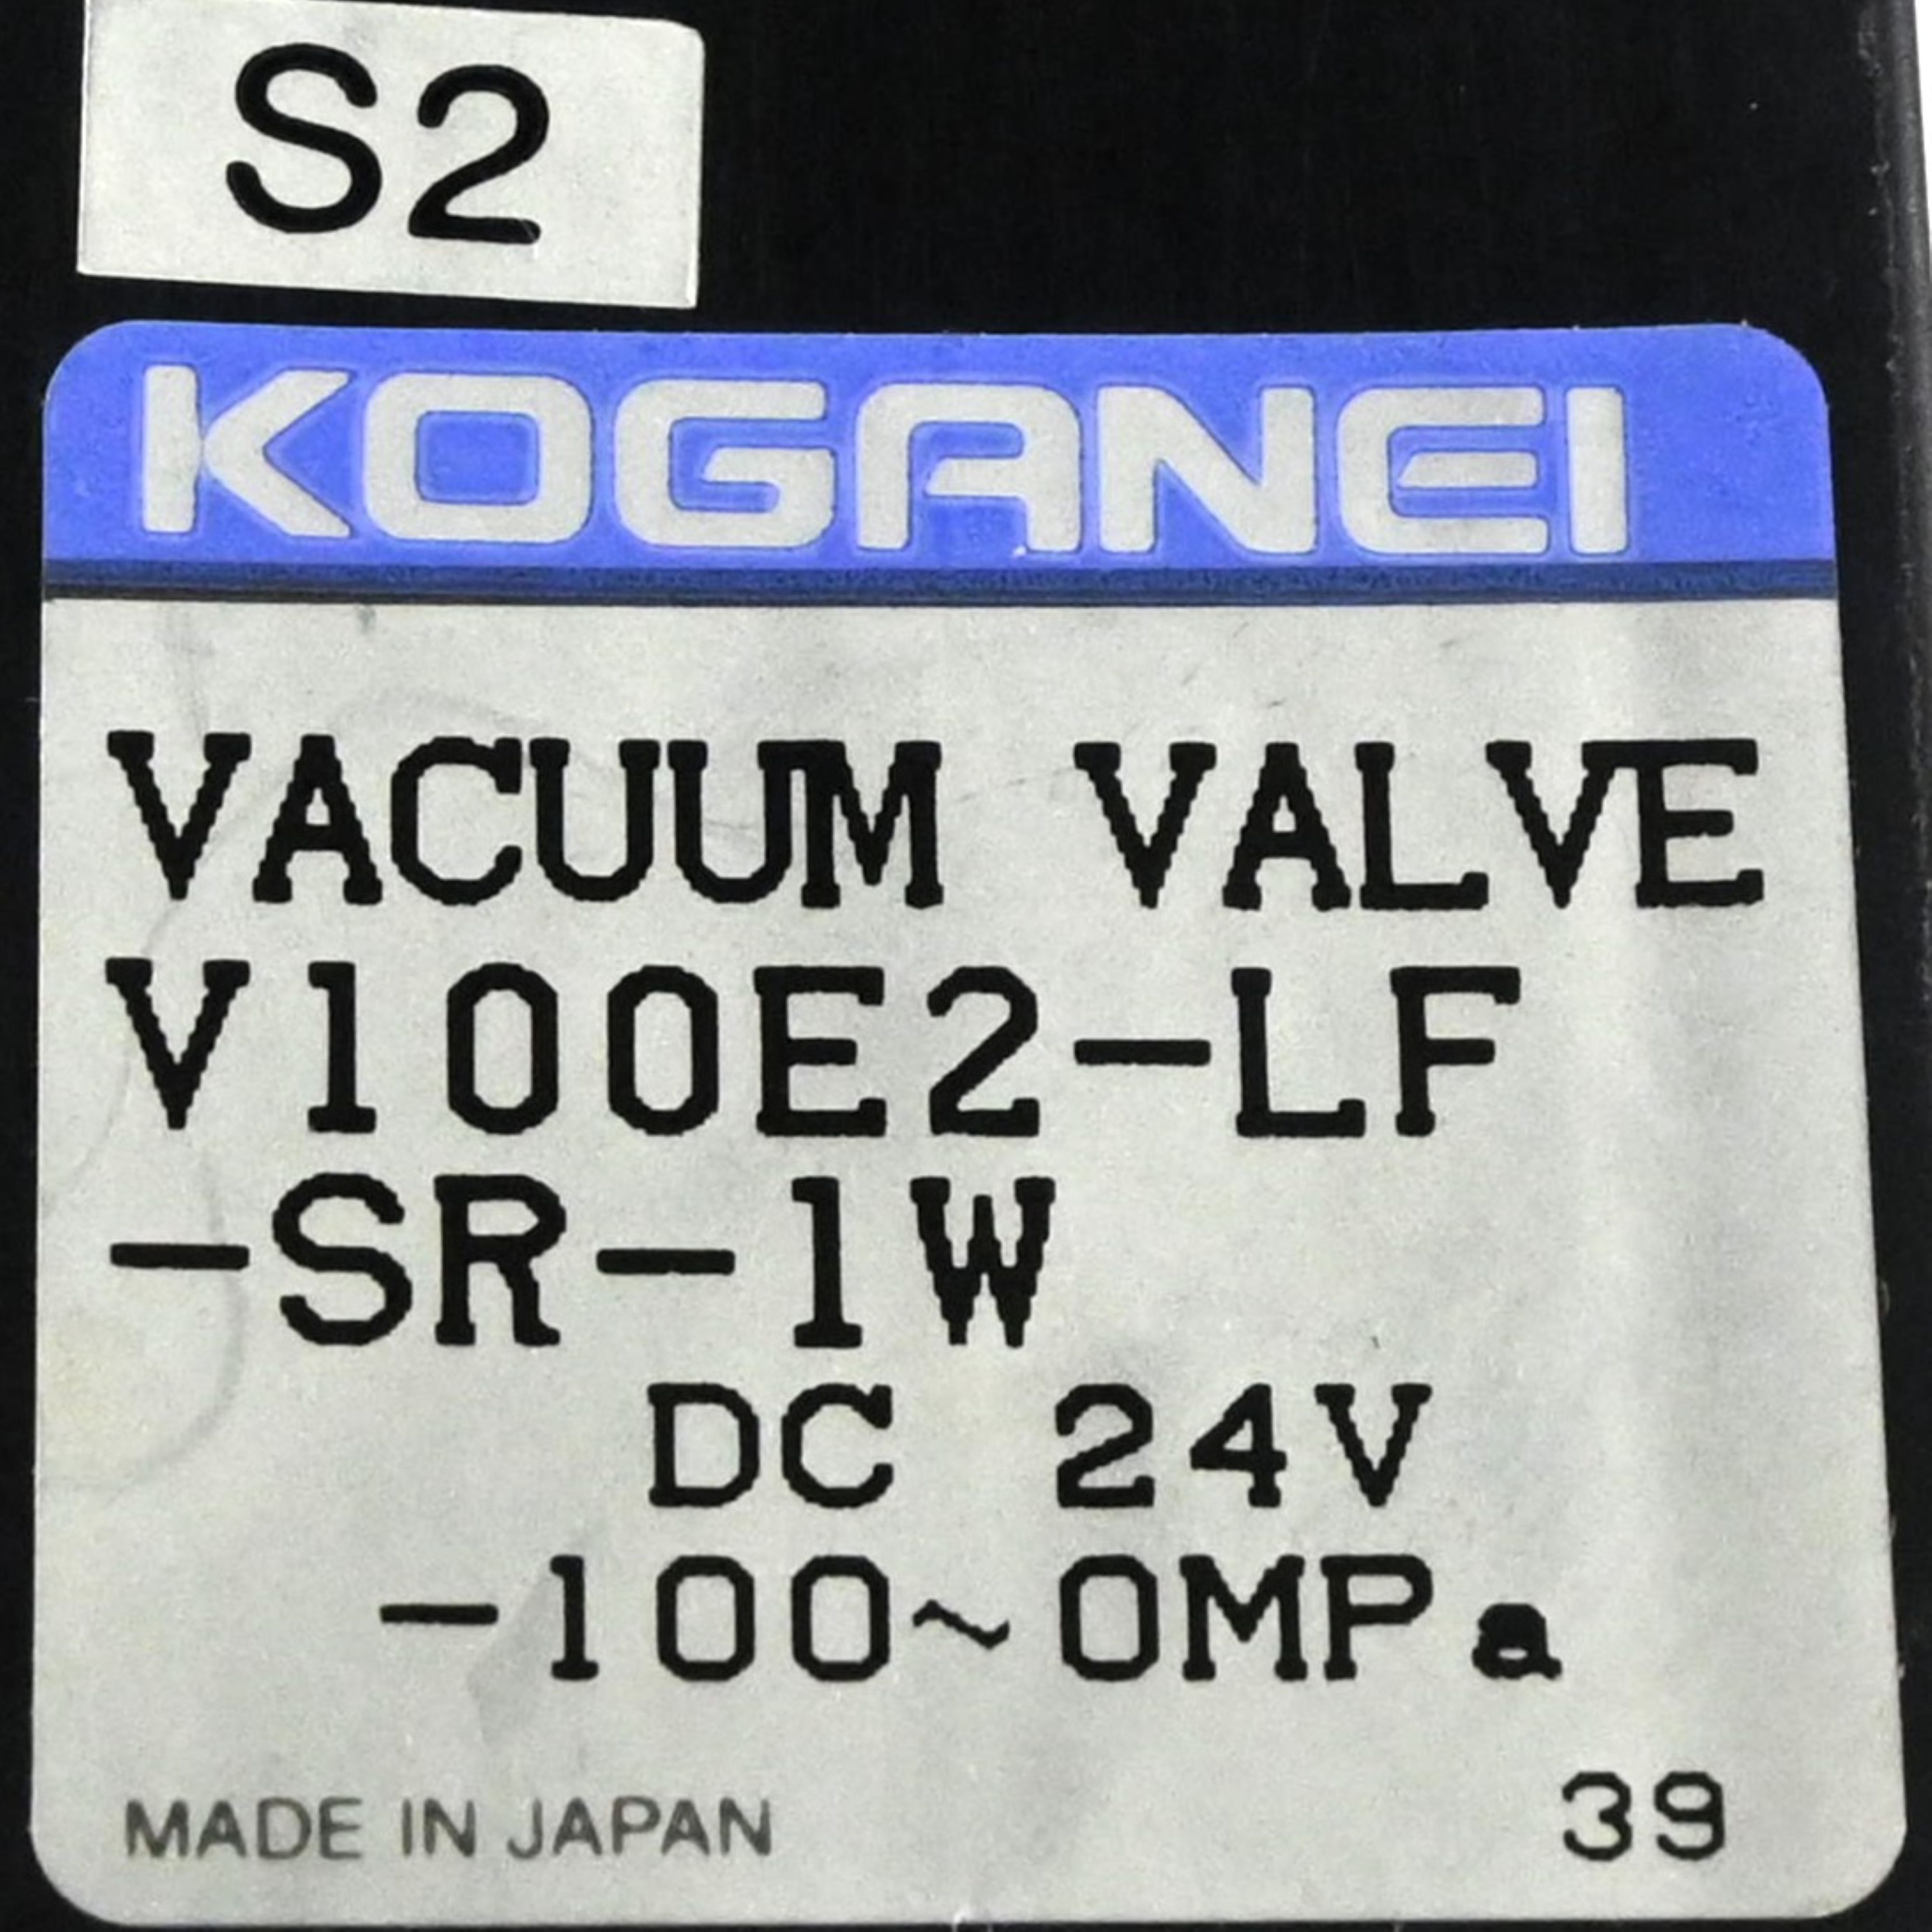 S2
KOGANEI
VACUUM VALVE
V100E2-LF
-SR-1W
DC 24V
-100~0MPa
MADE IN JAPAN
39